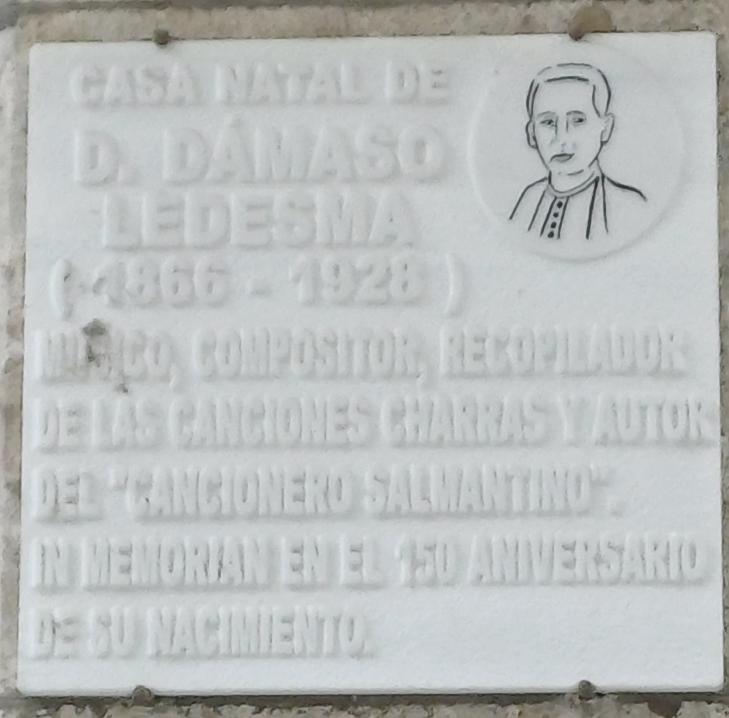 CASA NATAL DE
D. DÁMASO
LEDESMA
( 1866 - 1928 )
MUSICO, COMPOSITOR, RECOPILADOR
DE LAS CANCIONES CHARRAS Y AUTOR
DEL "CANCIONERO SALMANTINO".
IN MEMORIAN EN EL 150 ANIVERSARIO
DE SU NACIMIENTO.